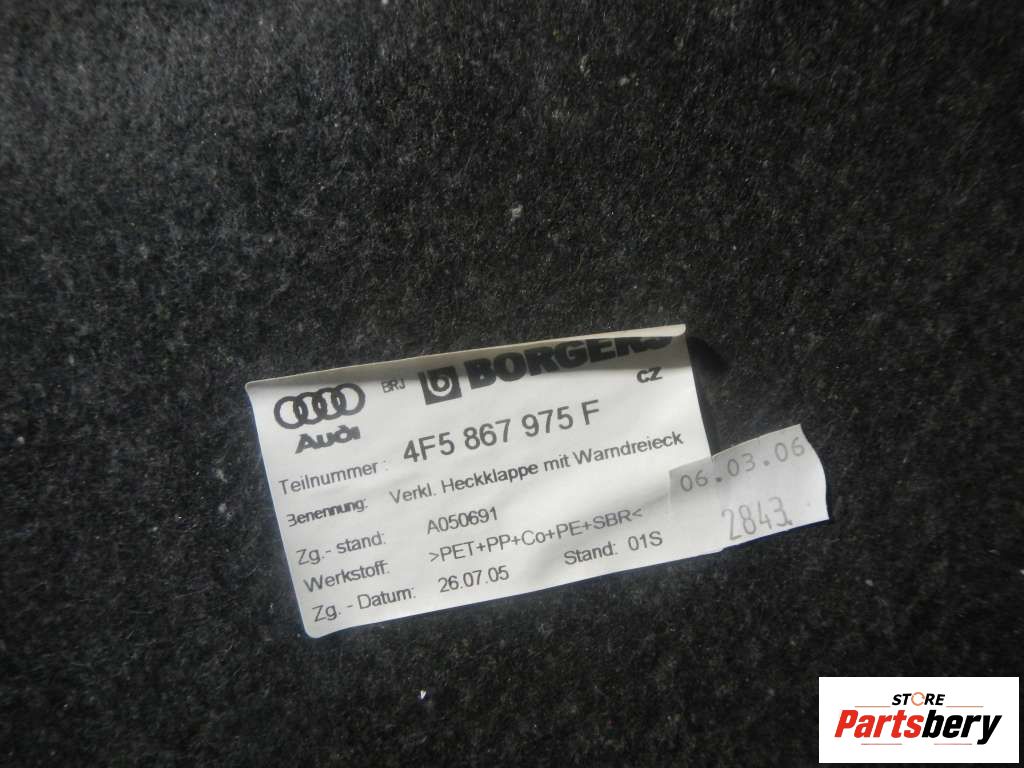 BRJ b BORGERS
CZ
Audi
Teilnummer: 4F5 867 975 F
Benennung: Verkl. Heckklappe mit Warndreieck
Zg.- stand: A050691
Werkstoff: >PET+PP+Co+PE+SBR<
Zg. - Datum: 26.07.05 Stand: 01S
06.03.06
2843
STORE
Partsbery